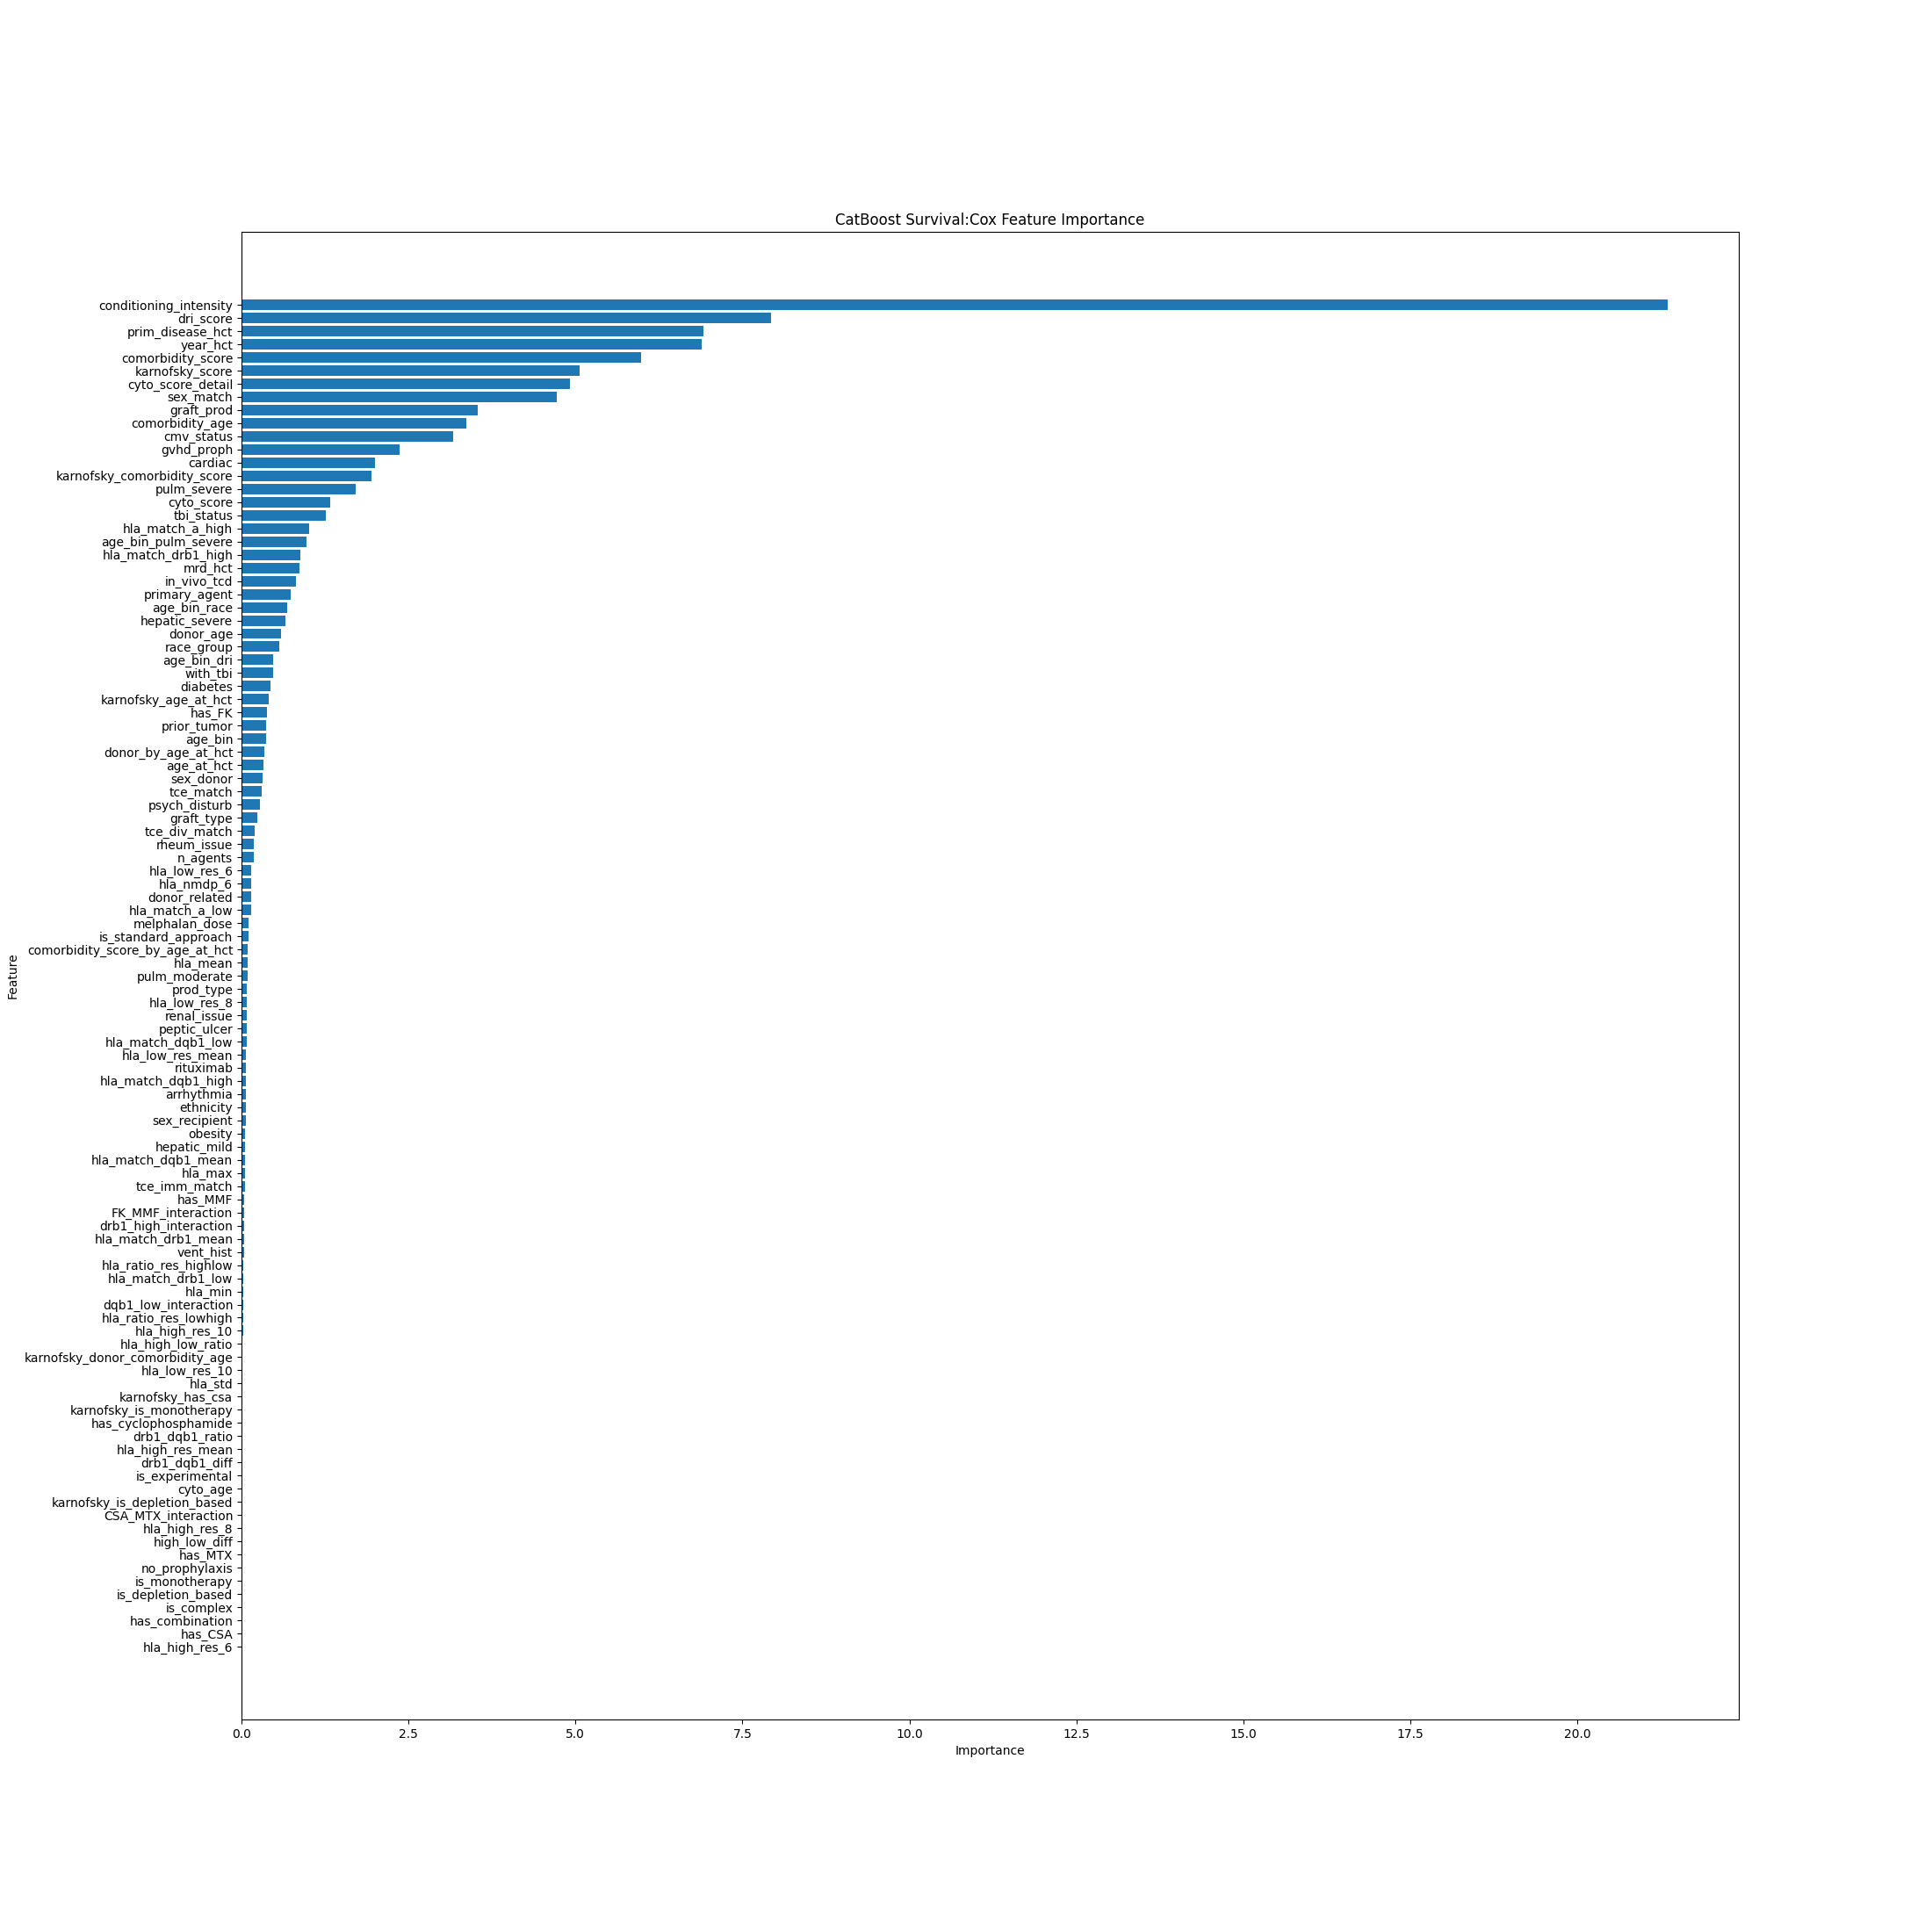 CatBoost Survival:Cox Feature Importance
conditioning_intensity
dri_score
prim_disease_hct
year_hct
comorbidity_score
karnofsky_score
cyto_score_detail
sex_match
graft_prod
comorbidity_age
cmv_status
gvhd_proph
cardiac
karnofsky_comorbidity_score
pulm_severe
cyto_score
tbi_status
hla_match_a_high
age_bin_pulm_severe
hla_match_drb1_high
mrd_hct
in_vivo_tcd
primary_agent
age_bin_race
hepatic_severe
donor_age
race_group
age_bin_dri
with_tbi
diabetes
karnofsky_age_at_hct
has_FK
prior_tumor
age_bin
donor_by_age_at_hct
age_at_hct
sex_donor
tce_match
psych_disturb
graft_type
tce_div_match
rheum_issue
n_agents
hla_low_res_6
hla_nmdp_6
donor_related
hla_match_a_low
melphalan_dose
is_standard_approach
comorbidity_score_by_age_at_hct
hla_mean
pulm_moderate
prod_type
hla_low_res_8
renal_issue
peptic_ulcer
hla_match_dqb1_low
hla_low_res_mean
rituximab
hla_match_dqb1_high
arrhythmia
ethnicity
sex_recipient
obesity
hepatic_mild
hla_match_dqb1_mean
hla_max
tce_imm_match
has_MMF
FK_MMF_interaction
drb1_high_interaction
hla_match_drb1_mean
vent_hist
hla_ratio_res_highlow
hla_match_drb1_low
hla_min
dqb1_low_interaction
hla_ratio_res_lowhigh
hla_high_res_10
hla_high_low_ratio
karnofsky_donor_comorbidity_age
hla_low_res_10
hla_std
karnofsky_has_csa
karnofsky_is_monotherapy
has_cyclophosphamide
drb1_dqb1_ratio
hla_high_res_mean
drb1_dqb1_diff
is_experimental
cyto_age
karnofsky_is_depletion_based
CSA_MTX_interaction
hla_high_res_8
high_low_diff
has_MTX
no_prophylaxis
is_monotherapy
is_depletion_based
is_complex
has_combination
has_CSA
hla_high_res_6
Feature
0.0 2.5 5.0 7.5 10.0 12.5 15.0 17.5 20.0
Importance